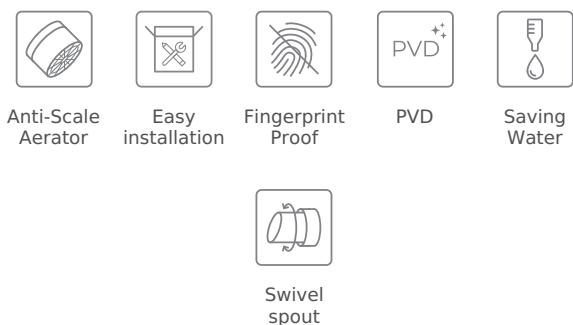 PVD
Anti-Scale
Aerator
Easy
installation
Fingerprint
Proof
PVD
Saving
Water
Swivel
spout